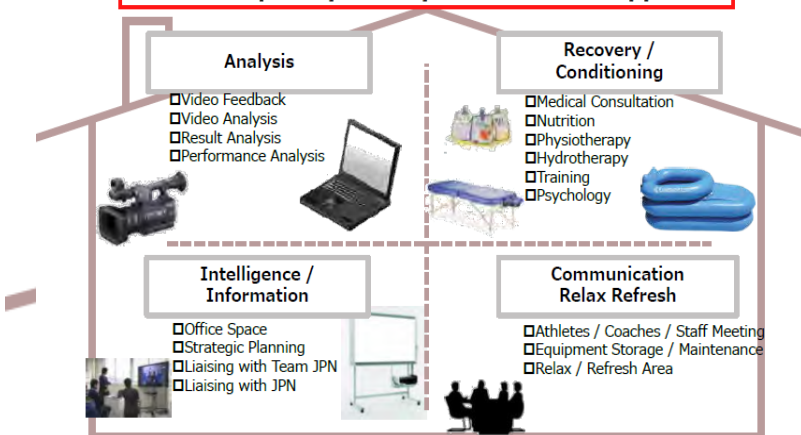 Analysis
□Video Feedback
□Video Analysis
□Result Analysis
□Performance Analysis
Recovery /
Conditioning
□Medical Consultation
□Nutrition
□Physiotherapy
□Hydrotherapy
□Training
□Psychology
Intelligence /
Information
□Office Space
□Strategic Planning
□Liaising with Team JPN
□Liaising with JPN
Communication
Relax Refresh
□Athletes / Coaches / Staff Meeting
□Equipment Storage / Maintenance
□Relax / Refresh Area